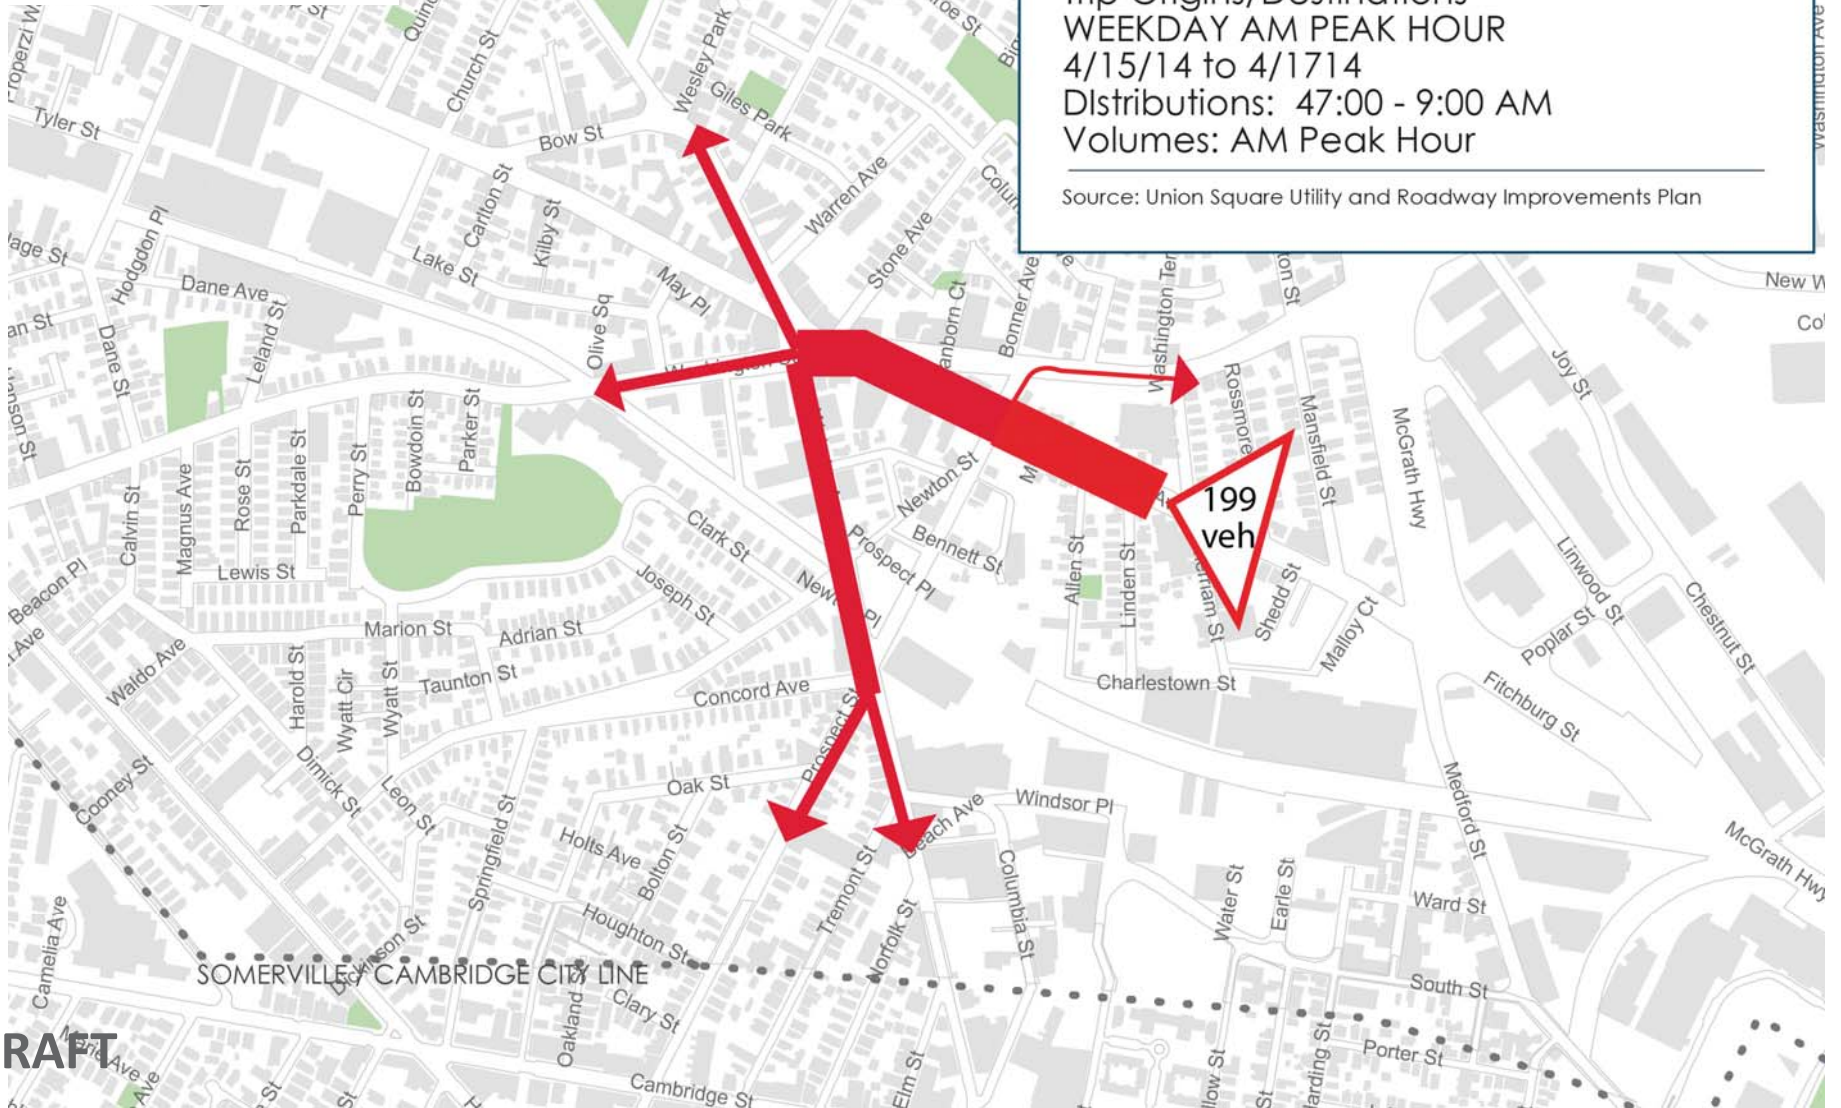 WEEKDAY AM PEAK HOUR
4/15/14 to 4/1714
DIstributions: 47:00 - 9:00 AM
Volumes: AM Peak Hour
Source: Union Square Utility and Roadway Improvements Plan
Tyler St
Church St
Wesley Park
Giles Park
Bow St
Warren Ave
Stone Ave
Carlton St
Kilby St
Lake St
May Pl
Hodgdon Pl
Dane Ave
Leland St
Dane St
Olive Sq
Bonner Ave
Washington Ter
New W
Joy St
Rossmore
Mansfield St
McGrath Hwy
199
veh
Parker St
Bowdoin St
Perry St
Parkdale St
Rose St
Magnus Ave
Calvin St
Lewis St
Beacon Pl
Newton St
Bennett St
Prospect Pl
Clark St
Joseph St
Allen St
Linden St
Shedd St
Malloy Ct
Linwood St
Poplar St
Chestnut St
Marion St
Adrian St
Taunton St
Waldo Ave
Harold St
Wyatt Cir
Wyatt St
Concord Ave
Prospect St
Charlestown St
Fitchburg St
Cooney St
Dimick St
Leon St
Springfield St
Oak St
Holts Ave
Bolton St
Beach Ave
Windsor Pl
Medford St
McGrath Hwy
Tremont St
Norfolk St
Columbia St
Water St
Earle St
Ward St
Houghton St
Camelia Ave
Dickinson St
SOMERVILLE / CAMBRIDGE CITY LINE
Clary St
South St
Porter St
RAFT
Cambridge St
Elm St